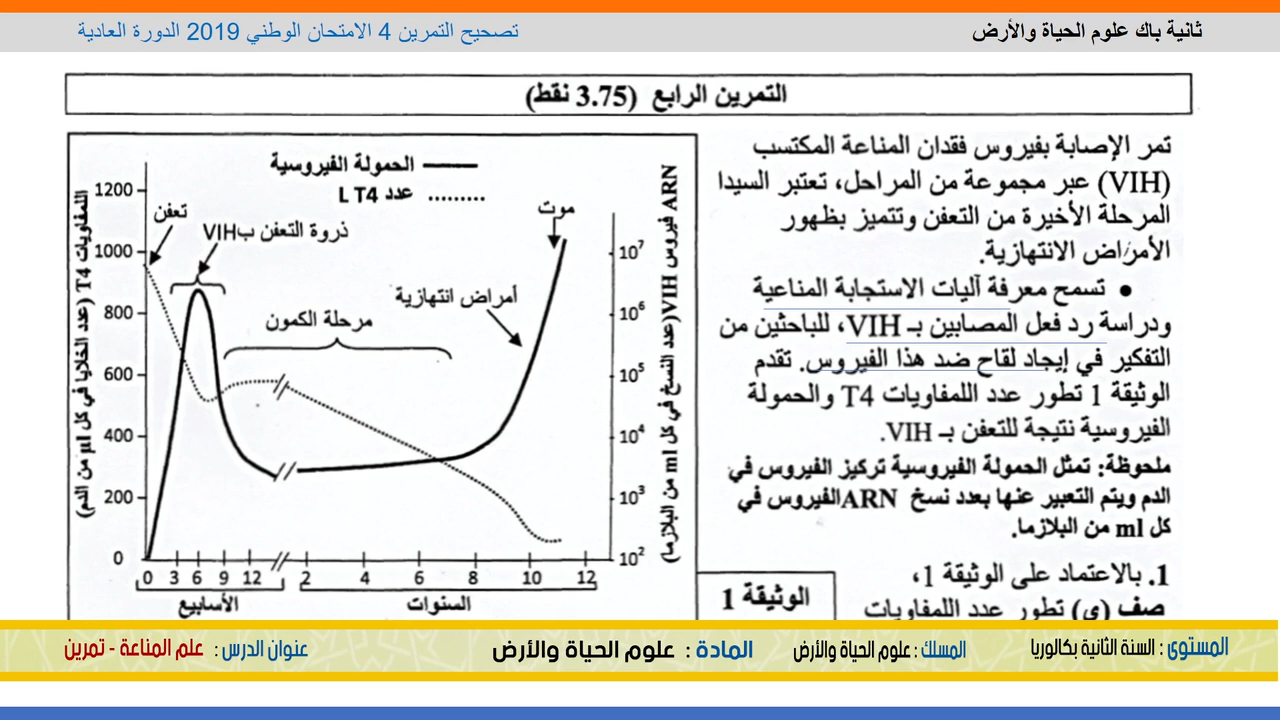 ثانية باك علوم الحياة والأرض
تصحيح التمرين 4 الامتحان الوطني 2019 الدورة العادية
التمرين الرابع (3.75 نقط)
تمر الإصابة بفيروس فقدان المناعة المكتسب
(VIH) عبر مجموعة من المراحل، تعتبر السيدا
المرحلة الأخيرة من التعفن وتتميز بظهور
الأمراض الانتهازية.
• تسمح معرفة آليات الاستجابة المناعية
ودراسة رد فعل المصابين بـ VIH، للباحثين من
التفكير في إيجاد لقاح ضد هذا الفيروس. تقدم
الوثيقة 1 تطور عدد اللمفاويات T4 والحمولة
الفيروسية نتيجة للتعفن بـ VIH.
ملحوظة: تمثل الحمولة الفيروسية تركيز الفيروس في
الدم ويتم التعبير عنها بعدد نسخ ARN الفيروس في
كل ml من البلازما.
1. بالاعتماد على الوثيقة 1،
صف (ي) تطور عدد اللمفاويات
الحمولة الفيروسية
عدد L T4
اللمفاويات T4 (عدد الخلايا في كل µl من الدم)
1200
1000
800
600
400
200
0
تعفن
ذروة التعفن بVIH
مرحلة الكمون
أمراض انتهازية
موت
ARN فيروس VIH (عدد النسخ في كل ml من البلازما)
10⁷
10⁶
10⁵
10⁴
10³
10²
0 3 6 9 12
2 4 6 8 10 12
الأسابيع
السنوات
الوثيقة 1
المستوى : السنة الثانية بكالوريا
المسلك : علوم الحياة والأرض
المادة : علوم الحياة والأرض
عنوان الدرس : علم المناعة - تمرين